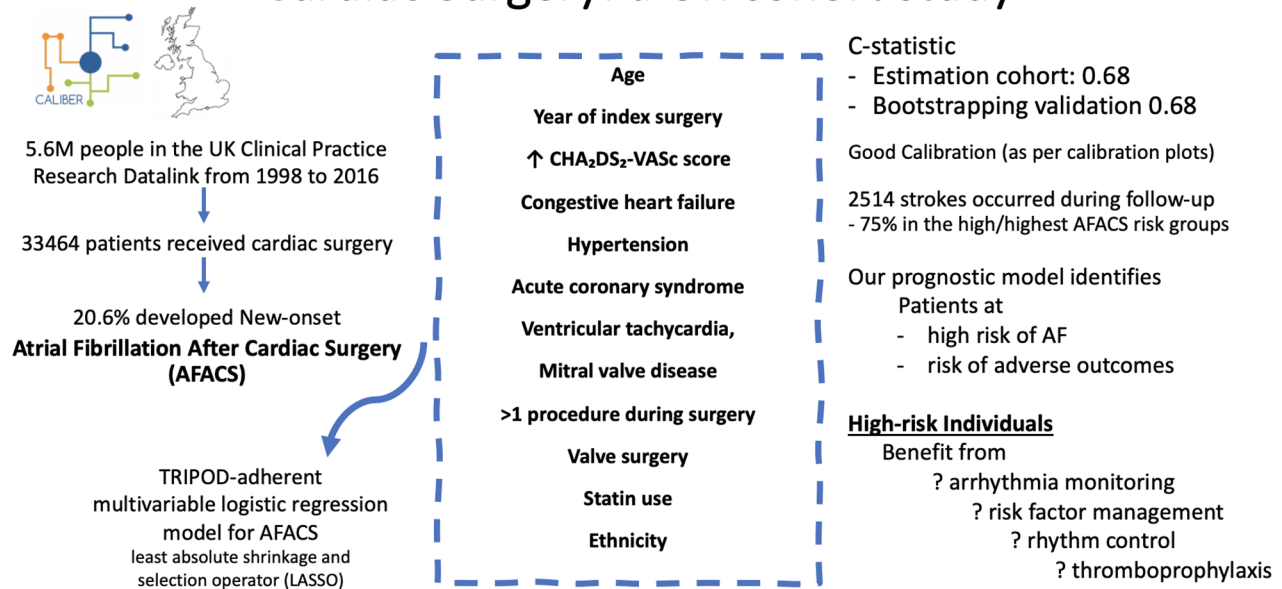 CALIBER
5.6M people in the UK Clinical Practice
Research Datalink from 1998 to 2016
33464 patients received cardiac surgery
20.6% developed New-onset
Atrial Fibrillation After Cardiac Surgery
(AFACS)
TRIPOD-adherent
multivariable logistic regression
model for AFACS
least absolute shrinkage and
selection operator (LASSO)
Age
Year of index surgery
↑ CHA₂DS₂-VASc score
Congestive heart failure
Hypertension
Acute coronary syndrome
Ventricular tachycardia,
Mitral valve disease
>1 procedure during surgery
Valve surgery
Statin use
Ethnicity
C-statistic
- Estimation cohort: 0.68
- Bootstrapping validation 0.68
Good Calibration (as per calibration plots)
2514 strokes occurred during follow-up
- 75% in the high/highest AFACS risk groups
Our prognostic model identifies
Patients at
- high risk of AF
- risk of adverse outcomes
High-risk Individuals
Benefit from
? arrhythmia monitoring
? risk factor management
? rhythm control
? thromboprophylaxis